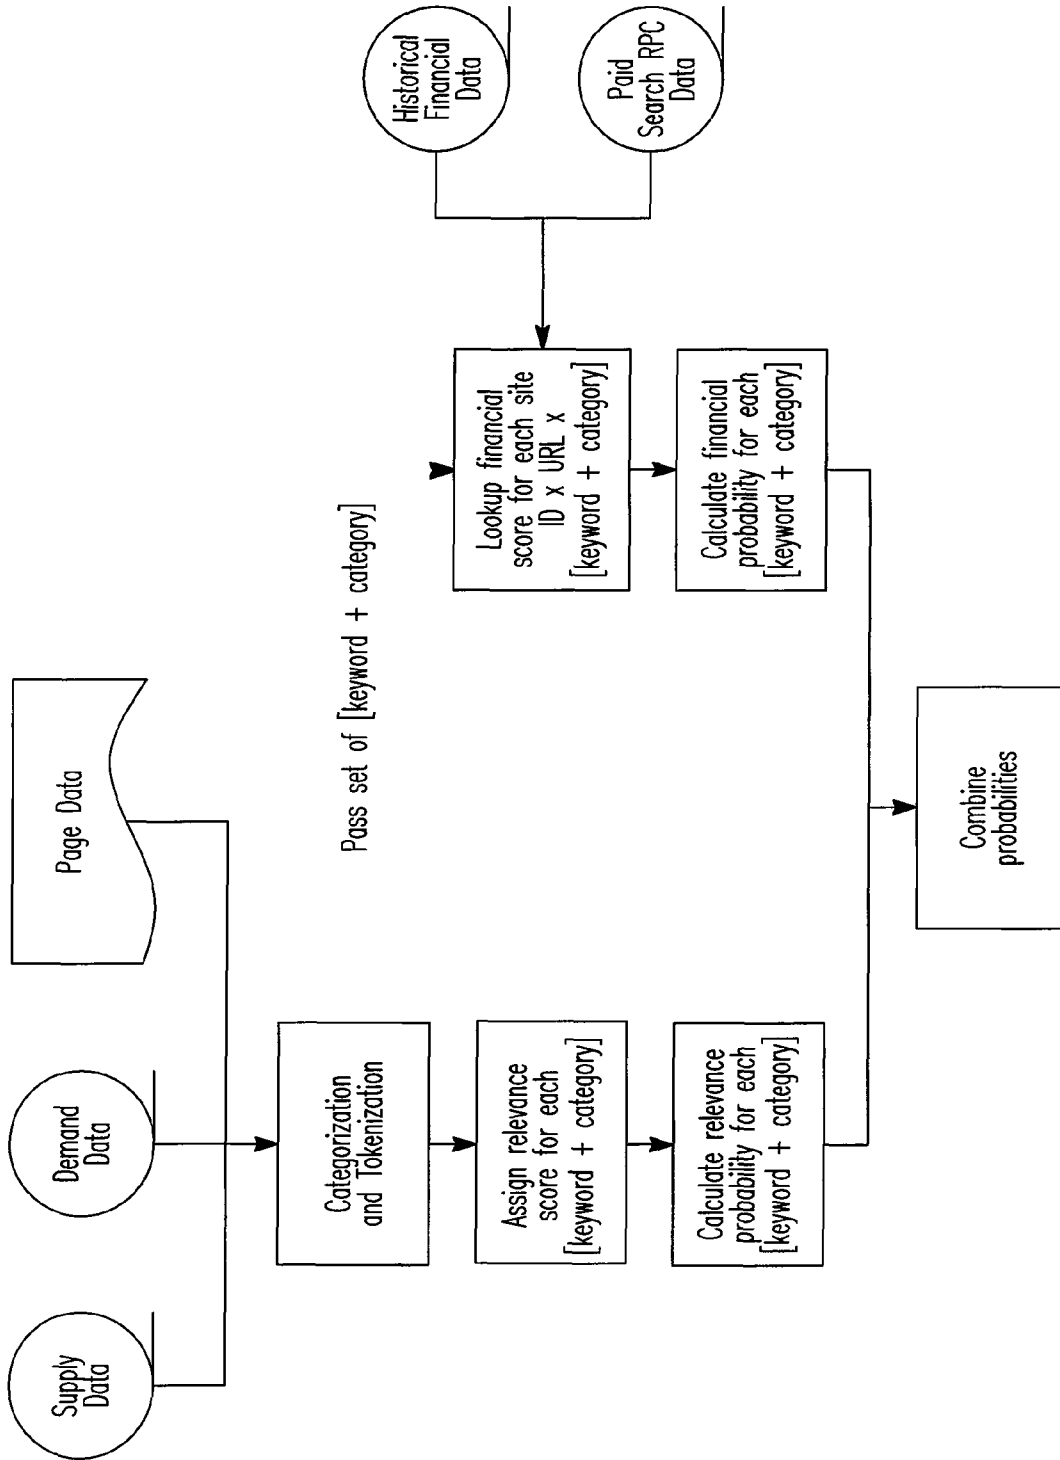 Supply
Data
Demand
Data
Page Data
Categorization
and Tokenization
Assign relevance
score for each
[keyword + category]
Calculate relevance
probability for each
[keyword + category]
Pass set of [keyword + category]
Historical
Financial
Data
Paid
Search RPC
Data
Lookup financial
score for each site
ID x URL x
[keyword + category]
Calculate financial
probability for each
[keyword + category]
Combine
probabilities